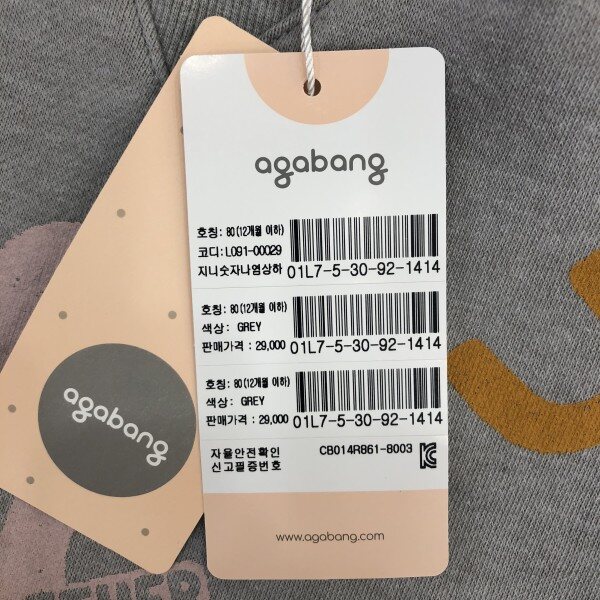 agabang
호칭: 80(12개월 이하)
코디:L091-00029
지니숫자나염상하
01L7-5-30-92-1414
호칭: 80(12개월 이하)
색상: GREY
판매가격: 29,000
01L7-5-30-92-1414
호칭: 80(12개월 이하)
색상: GREY
판매가격: 29,000
01L7-5-30-92-1414
자율안전확인
신고필증번호
CB014R861-8003
www.agabang.com
agabang